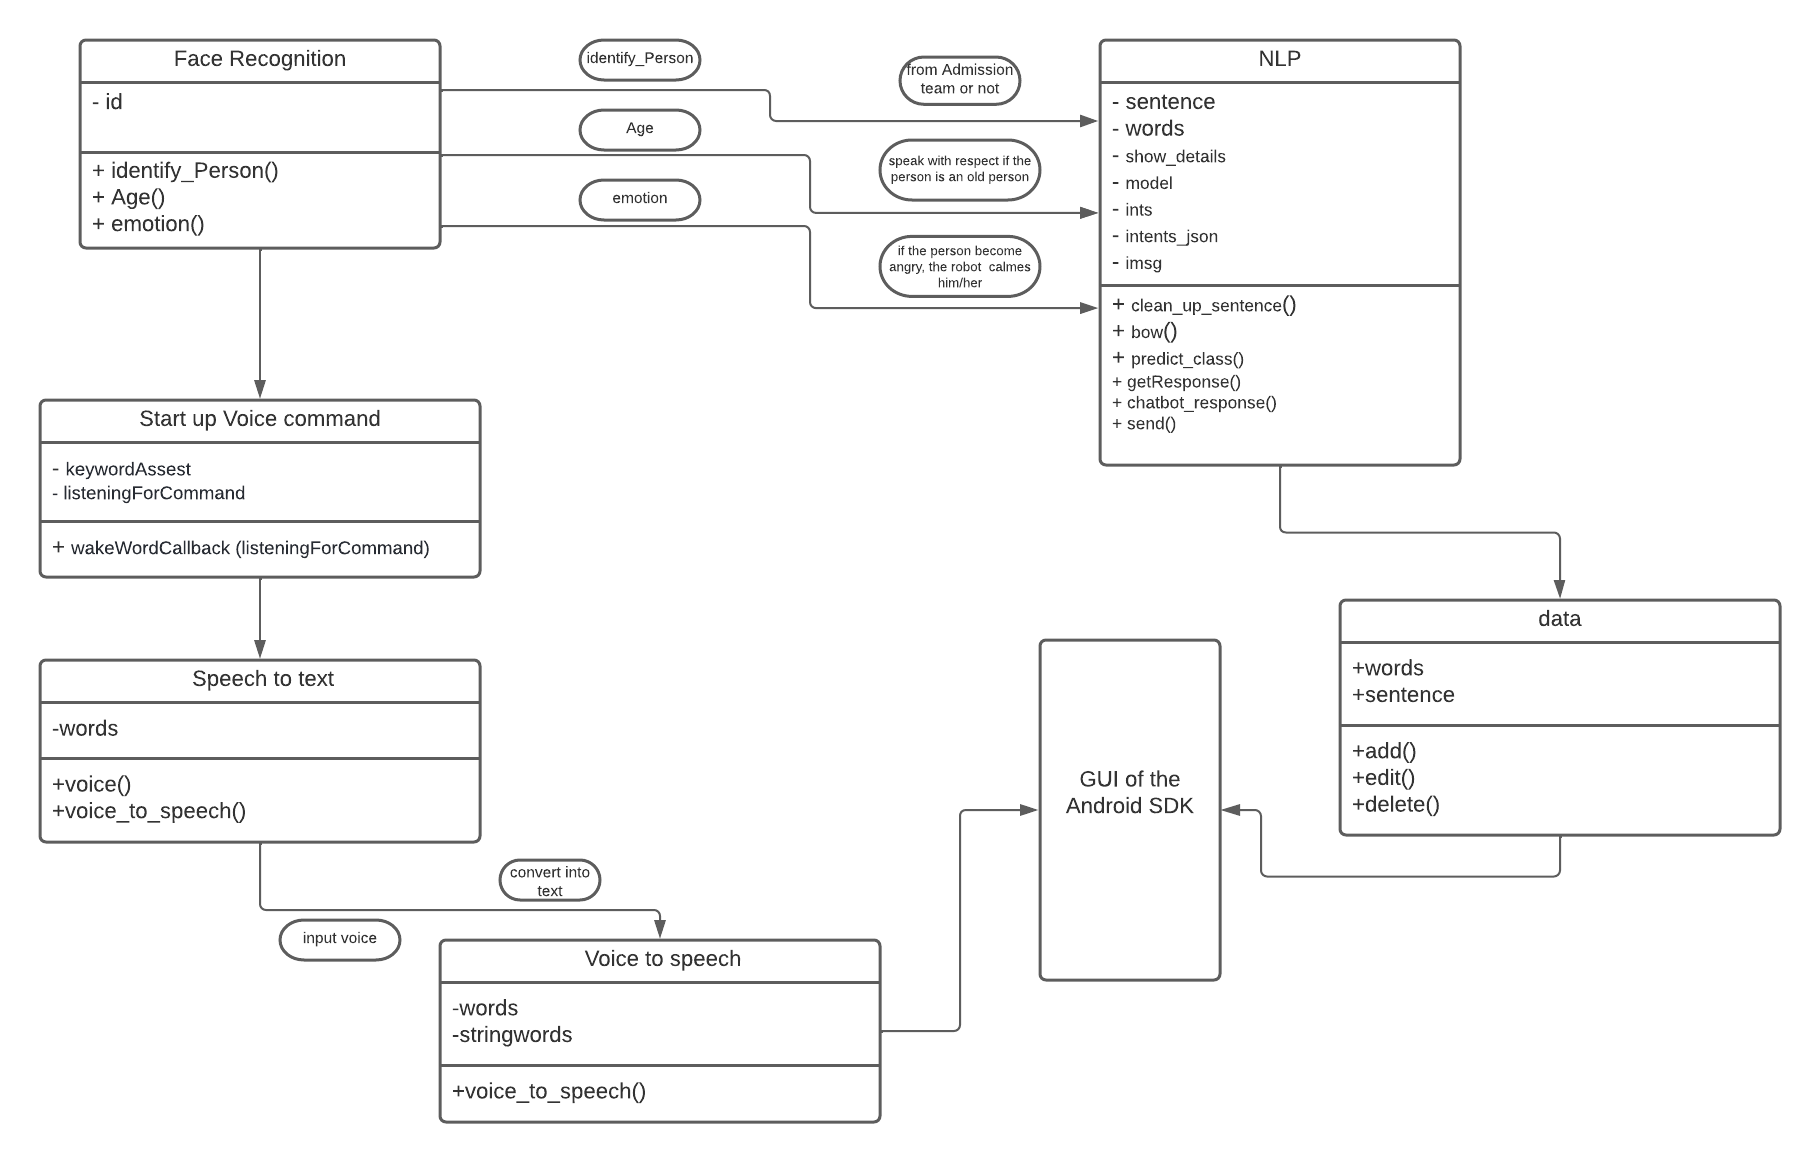 Face Recognition
- id
+ identify_Person()
+ Age()
+ emotion()
identify_Person
Age
emotion
from Admission
team or not
speak with respect if the
person is an old person
if the person become
angry, the robot calmes
him/her
NLP
- sentence
- words
- show_details
- model
- ints
- intents_json
- imsg
+ clean_up_sentence()
+ bow()
+ predict_class()
+ getResponse()
+ chatbot_response()
+ send()
Start up Voice command
- keywordAssest
- listeningForCommand
+ wakeWordCallback (listeningForCommand)
Speech to text
-words
+voice()
+voice_to_speech()
convert into
text
input voice
Voice to speech
-words
-stringwords
+voice_to_speech()
GUI of the
Android SDK
data
+words
+sentence
+add()
+edit()
+delete()